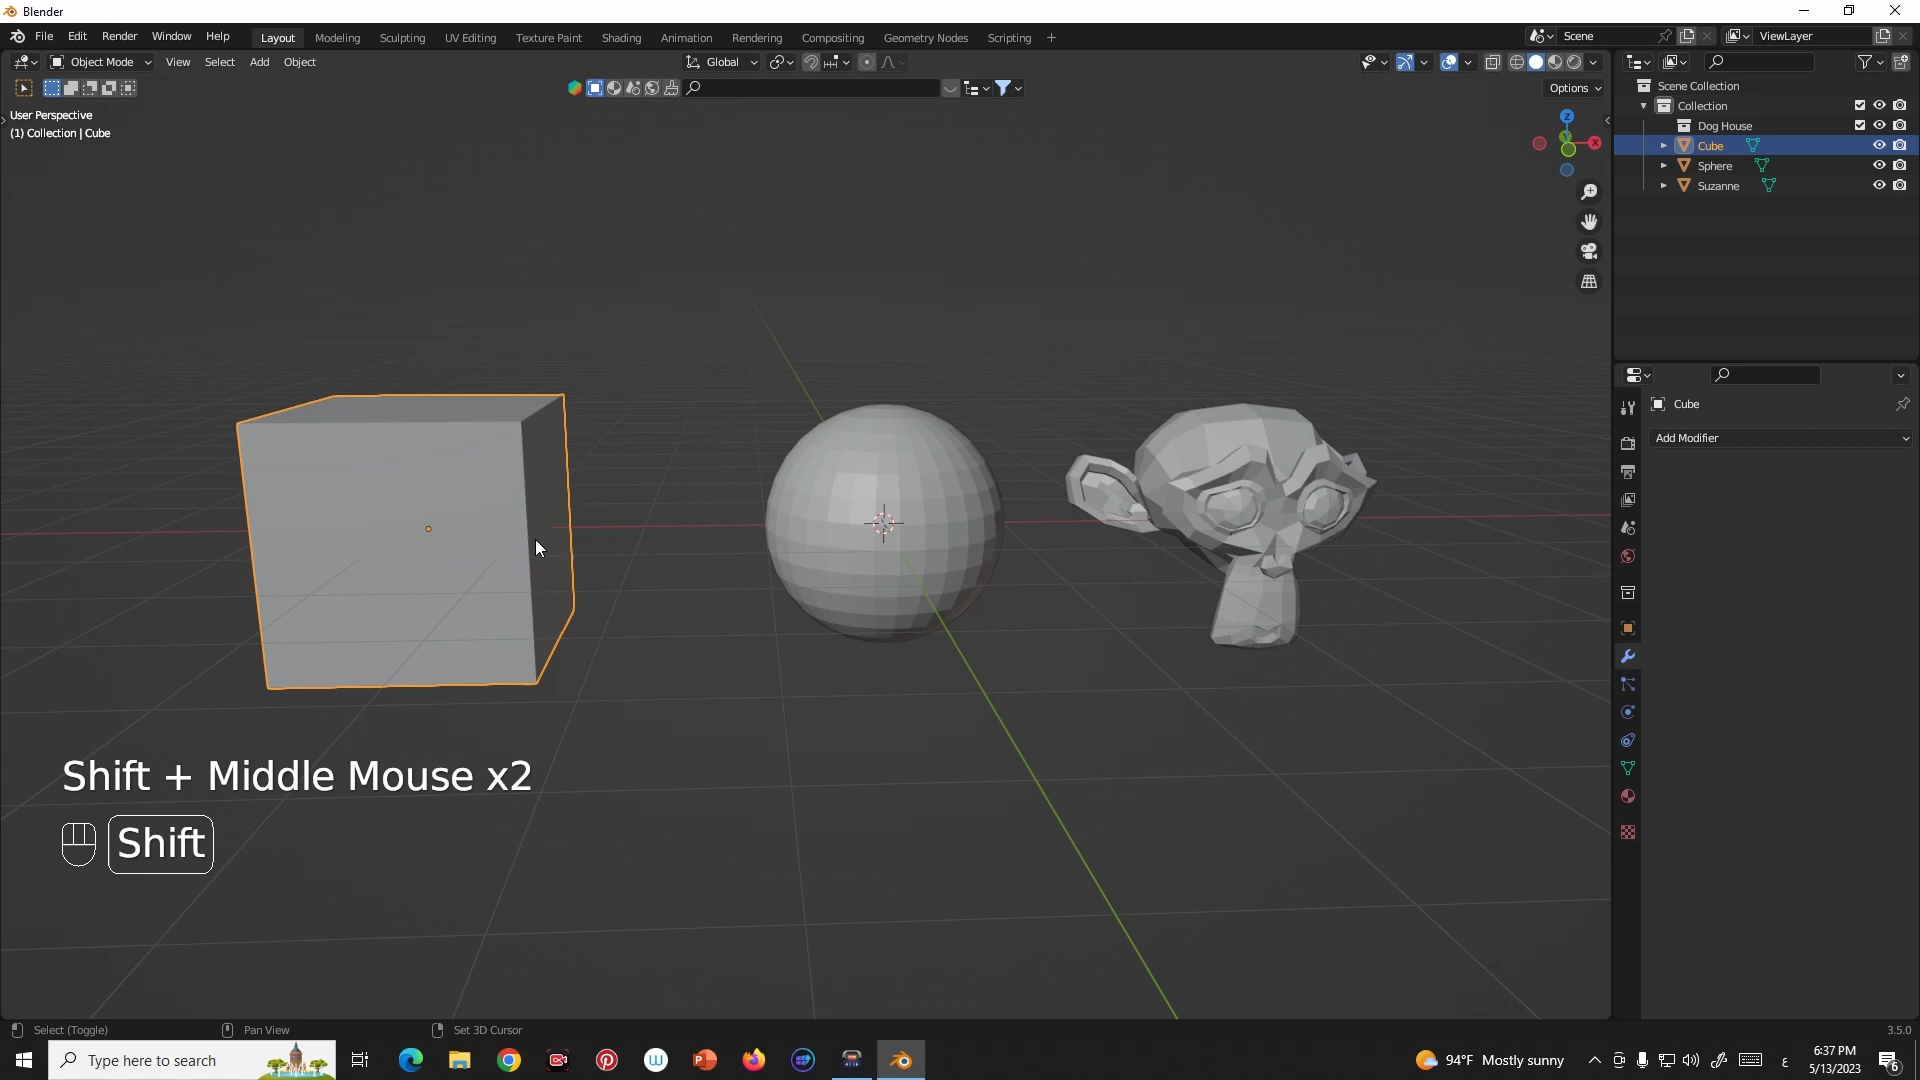 Blender
File Edit Render Window Help
Layout Modeling Sculpting UV Editing Texture Paint Shading Animation Rendering Compositing Geometry Nodes Scripting +
Scene
ViewLayer
Object Mode View Select Add Object
Global
Options
User Perspective
(1) Collection | Cube
Z
X
Scene Collection
Collection
Dog House
Cube
Sphere
Suzanne
Cube
Add Modifier
Shift + Middle Mouse x2
Shift
Select (Toggle)
Pan View
Set 3D Cursor
3.5.0
Type here to search
94°F Mostly sunny
ع
6:37 PM
5/13/2023
6